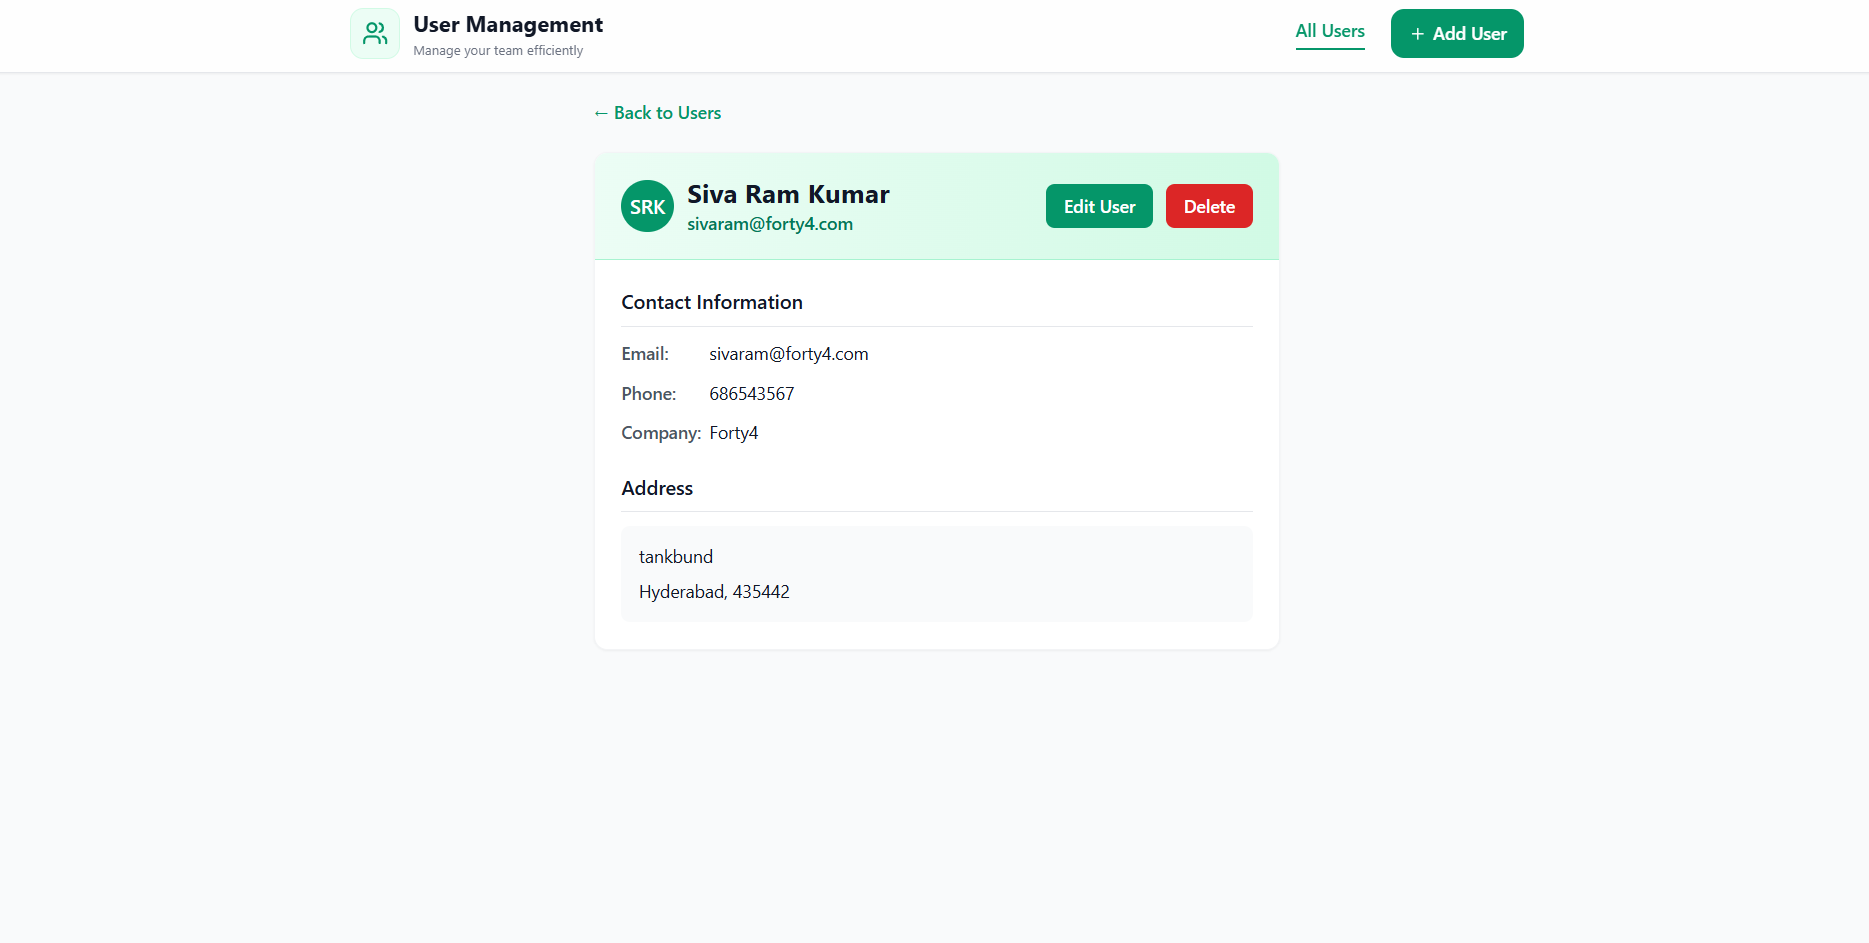 User Management
Manage your team efficiently
All Users
+ Add User
← Back to Users
SRK
Siva Ram Kumar
sivaram@forty4.com
Edit User
Delete
Contact Information
Email: sivaram@forty4.com
Phone: 686543567
Company: Forty4
Address
tankbund
Hyderabad, 435442